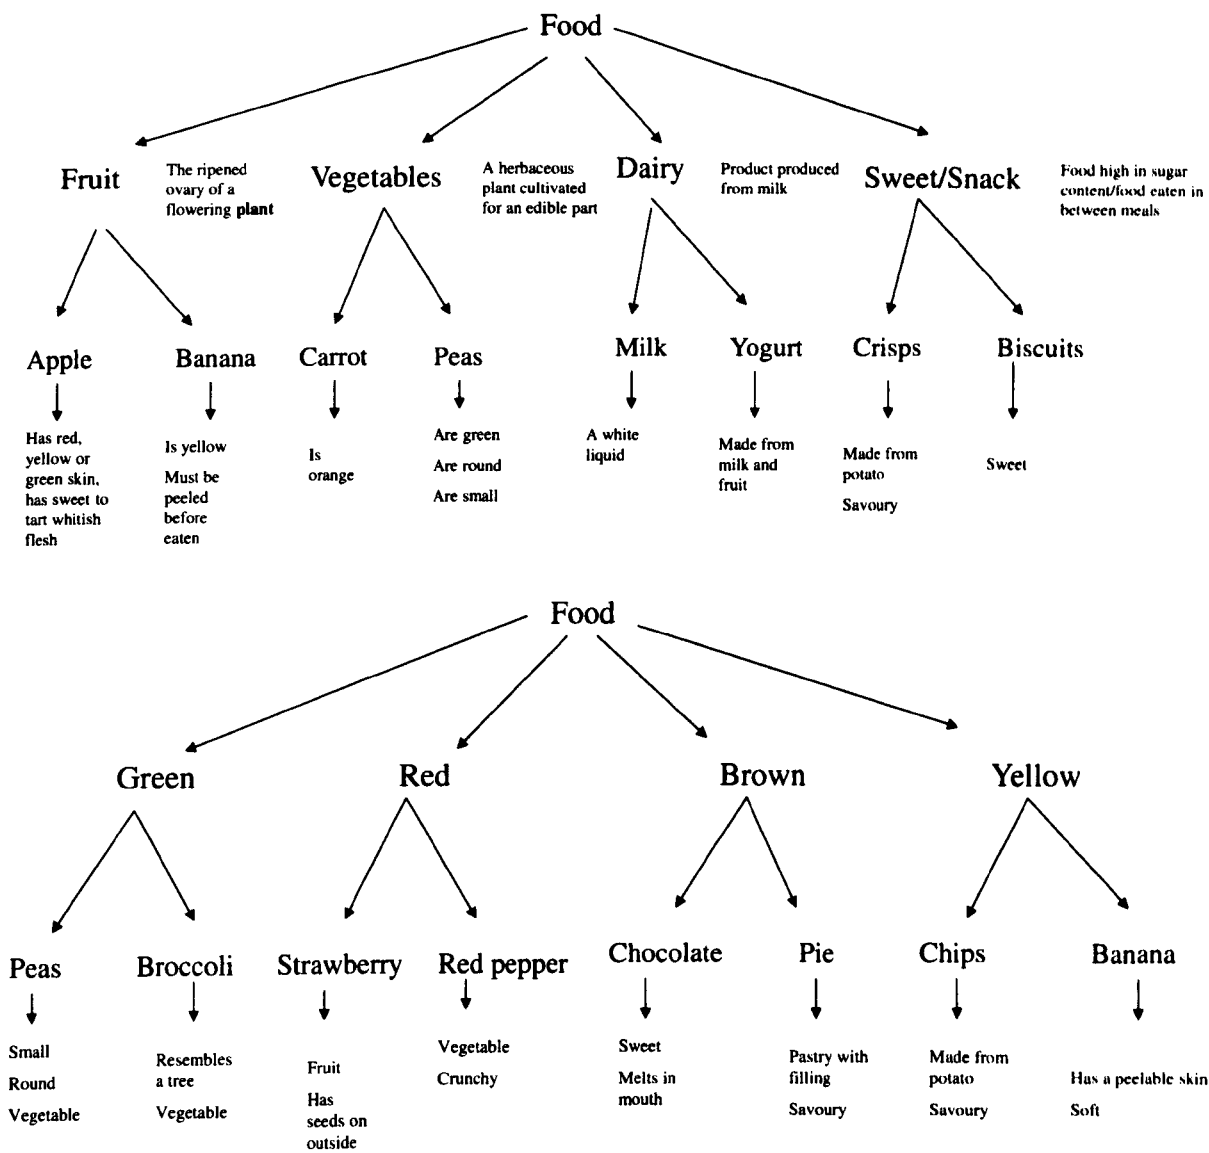 Food
Fruit
The ripened
ovary of a
flowering plant
Vegetables
A herbaceous
plant cultivated
for an edible part
Dairy
Product produced
from milk
Sweet/Snack
Food high in sugar
content/food eaten in
between meals
Apple
Banana
Carrot
Peas
Milk
Yogurt
Crisps
Biscuits
Has red,
yellow or
green skin,
has sweet to
tart whitish
flesh
Is yellow
Must be
peeled
before
eaten
Is
orange
Are green
Are round
Are small
A white
liquid
Made from
milk and
fruit
Made from
potato
Savoury
Sweet
Food
Green
Red
Brown
Yellow
Peas
Broccoli
Strawberry
Red pepper
Chocolate
Pie
Chips
Banana
Small
Round
Vegetable
Resembles
a tree
Vegetable
Fruit
Has
seeds on
outside
Vegetable
Crunchy
Sweet
Melts in
mouth
Pastry with
filling
Savoury
Made from
potato
Savoury
Has a peelable skin
Soft